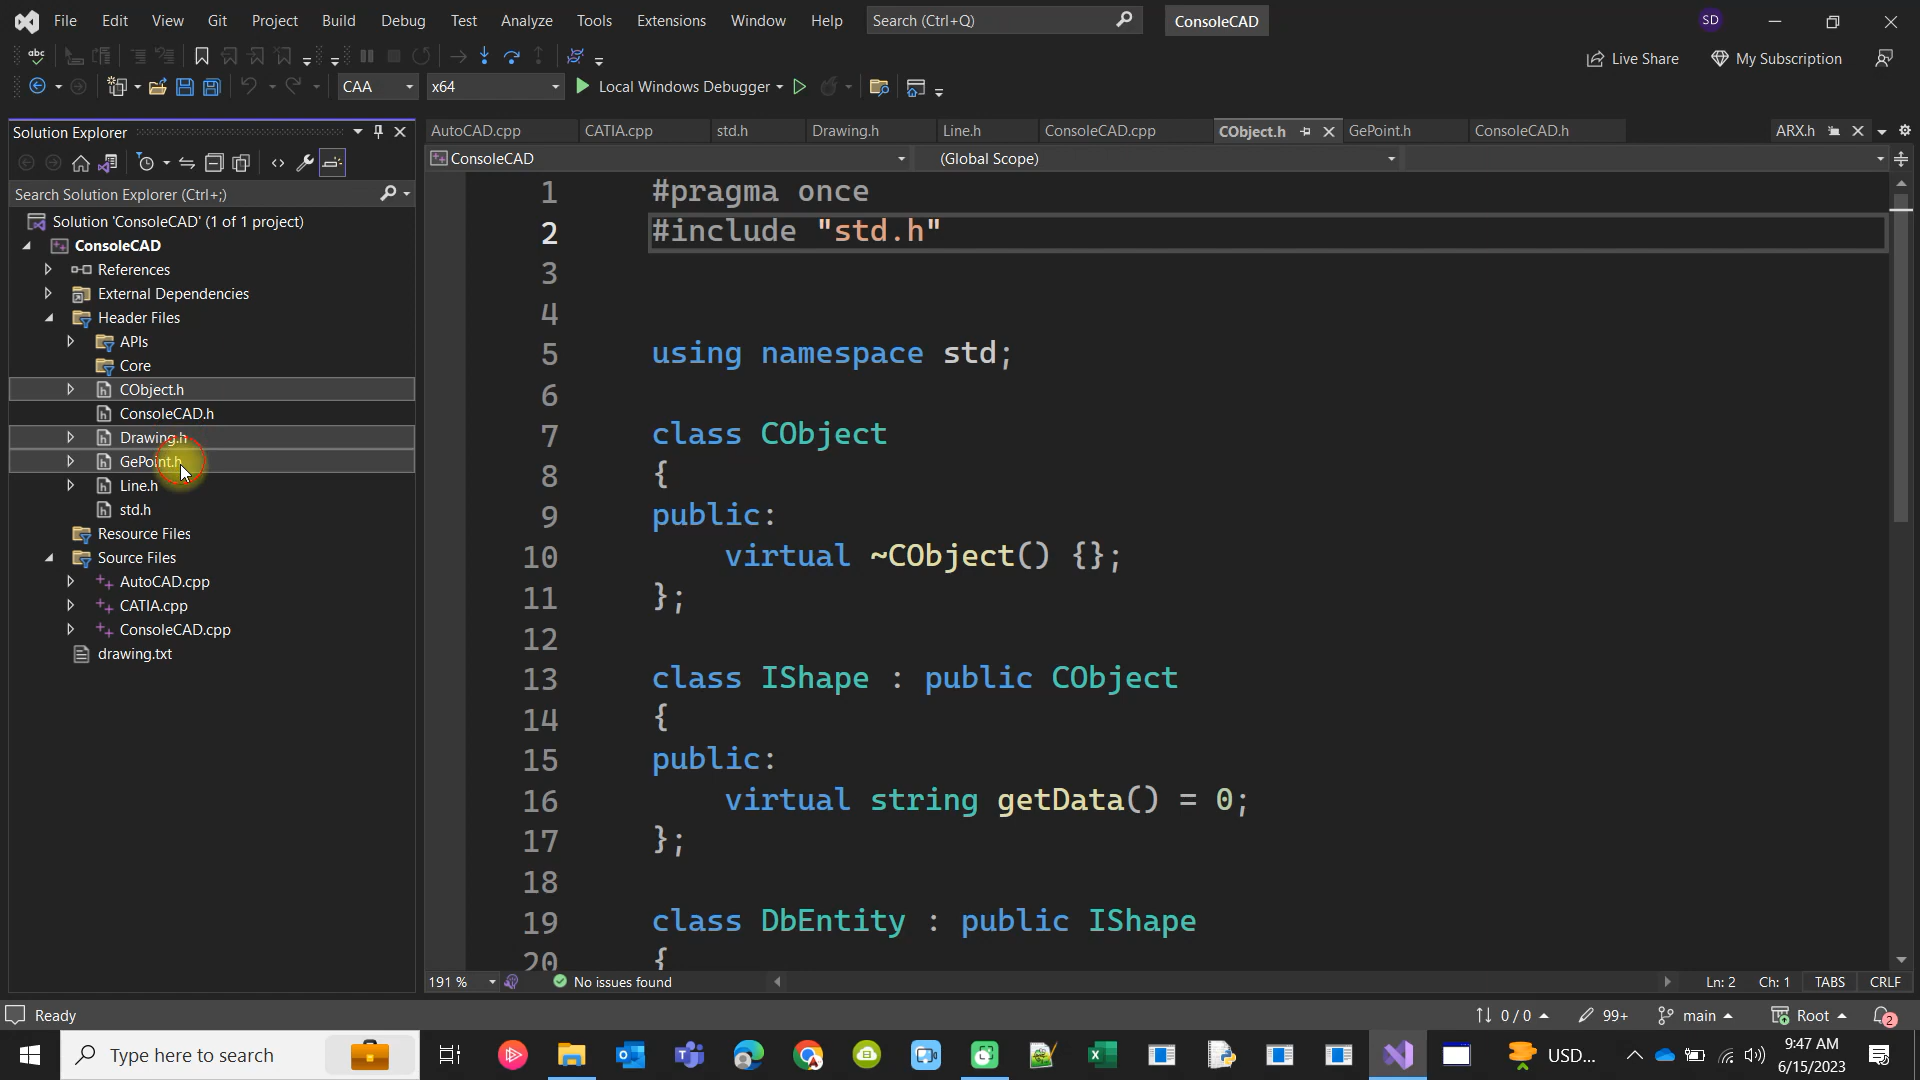 File Edit View Git Project Build Debug Test Analyze Tools Extensions Window Help Search (Ctrl+Q) ConsoleCAD SD
Live Share My Subscription
CAA x64 Local Windows Debugger
Solution Explorer
Search Solution Explorer (Ctrl+;)
Solution 'ConsoleCAD' (1 of 1 project)
ConsoleCAD
References
External Dependencies
Header Files
APIs
Core
CObject.h
ConsoleCAD.h
Drawing.h
GePoint.h
Line.h
std.h
Resource Files
Source Files
AutoCAD.cpp
CATIA.cpp
ConsoleCAD.cpp
drawing.txt
AutoCAD.cpp CATIA.cpp std.h Drawing.h Line.h ConsoleCAD.cpp CObject.h GePoint.h ConsoleCAD.h ARX.h
ConsoleCAD (Global Scope)
1 #pragma once
2 #include "std.h"
3
4
5 using namespace std;
6
7 class CObject
8 {
9 public:
10 virtual ~CObject() {};
11 };
12
13 class IShape : public CObject
14 {
15 public:
16 virtual string getData() = 0;
17 };
18
19 class DbEntity : public IShape
20 {
191 % No issues found Ln: 2 Ch: 1 TABS CRLF
Ready 0 / 0 99+ main Root 2
Type here to search USD... 9:47 AM
6/15/2023